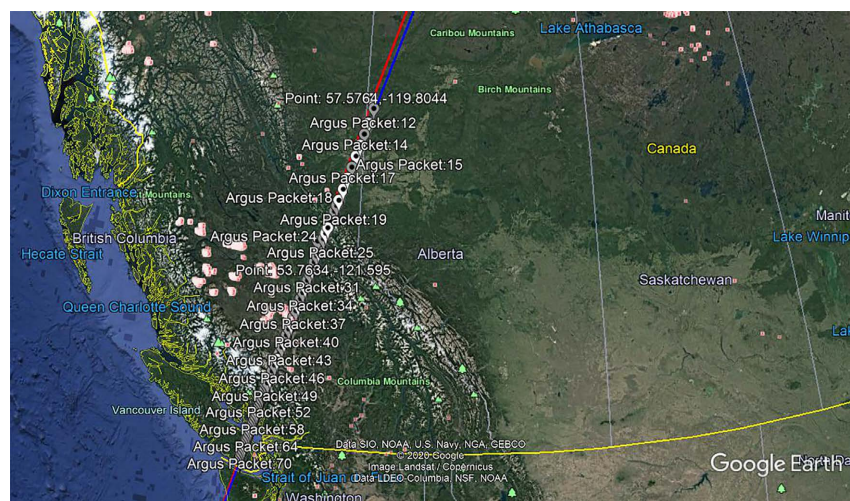 Caribou Mountains
Lake Athabasca
Birch Mountains
Point: 57.5764,-119.8044
Argus Packet:12
Argus Packet:14
Canada
Argus Packet:15
Argus Packet:17
Dixon Entrance
t Mountains
Argus Packet:18
Manit
Argus Packet:19
British Columbia
Argus Packet:24
Lake Winnip
Hecate Strait
Argus Packet:25
Alberta
Point: 53.7634,-121.595
Saskatchewan
Argus Packet:31
Queen Charlotte Sound
Argus Packet:34
Argus Packet:37
Lak
Argus Packet:40
Argus Packet:43
Argus Packet:46
Columbia Mountains
Argus Packet:49
Vancouver Island
Argus Packet:52
Argus Packet:58
Argus Packet:64
Data SIO, NOAA, U.S. Navy, NGA, GEBCO
© 2020 Google
Argus Packet:70
Image Landsat / Copernicus
Google Earth
Strait of Juan
Data LDEO-Columbia, NSF, NOAA
Washington